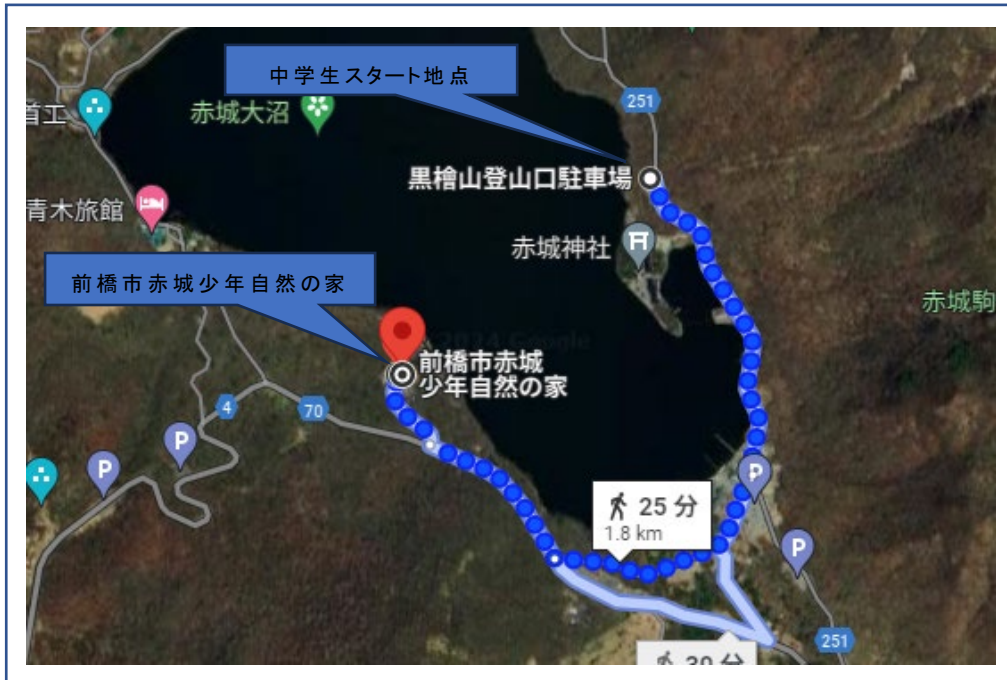 中学生スタート地点
251
首工
赤城大沼
黒檜山登山口駐車場
青木旅館
赤城神社
前橋市赤城少年自然の家
赤城駒
前橋市赤城
少年自然の家
4
70
P
P
P
25 分
1.8 km
P
251
30 分